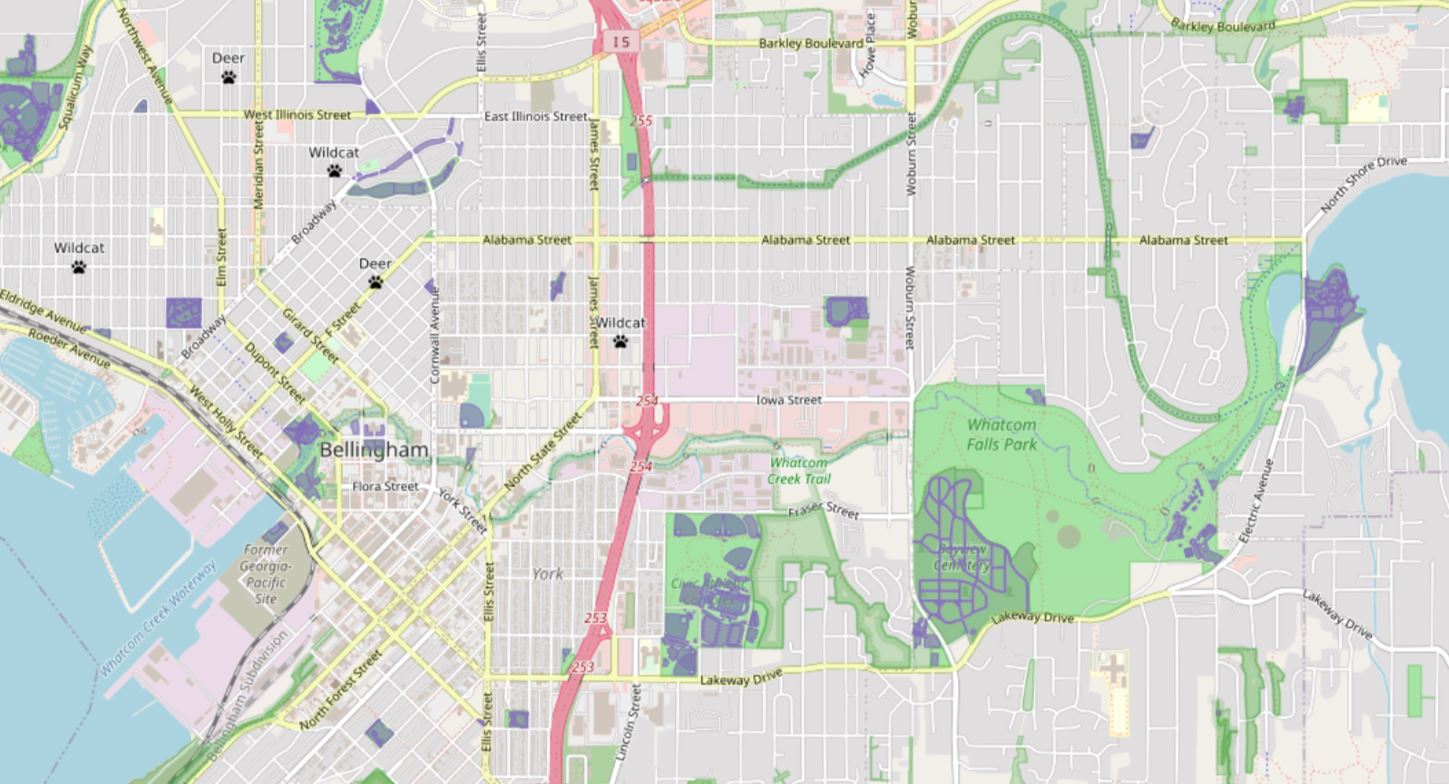 I 5
Barkley Boulevard
Howe Place
Barkley Boulevard
Northwest Avenue
Ellis Street
Deer
Squalicum Way
West Illinois Street
East Illinois Street
255
Meridian Street
Wildcat
James Street
Woburn Street
North Shore Drive
Broadway
Elm Street
Wildcat
Alabama Street
Alabama Street
Alabama Street
Alabama Street
Deer
Eldridge Avenue
Roeder Avenue
Broadway
Girard Street
F Street
Cornwall Avenue
James Street
Wildcat
Woburn Street
Dupont Street
West Holly Street
254
Iowa Street
Whatcom
Falls Park
Bellingham
North State Street
254
Whatcom
Creek Trail
Flora Street
York Street
Fraser Street
Electric Avenue
Former
Georgia-
Pacific
Site
York
Bayview
Cemetery
Civic Athletic
Complex
Whatcom Creek Waterway
Ellis Street
253
Lakeway Drive
Lakeway Drive
253
Lakeway Drive
Bellingham Subdivision
North Forest Street
Ellis Street
Lincoln Street